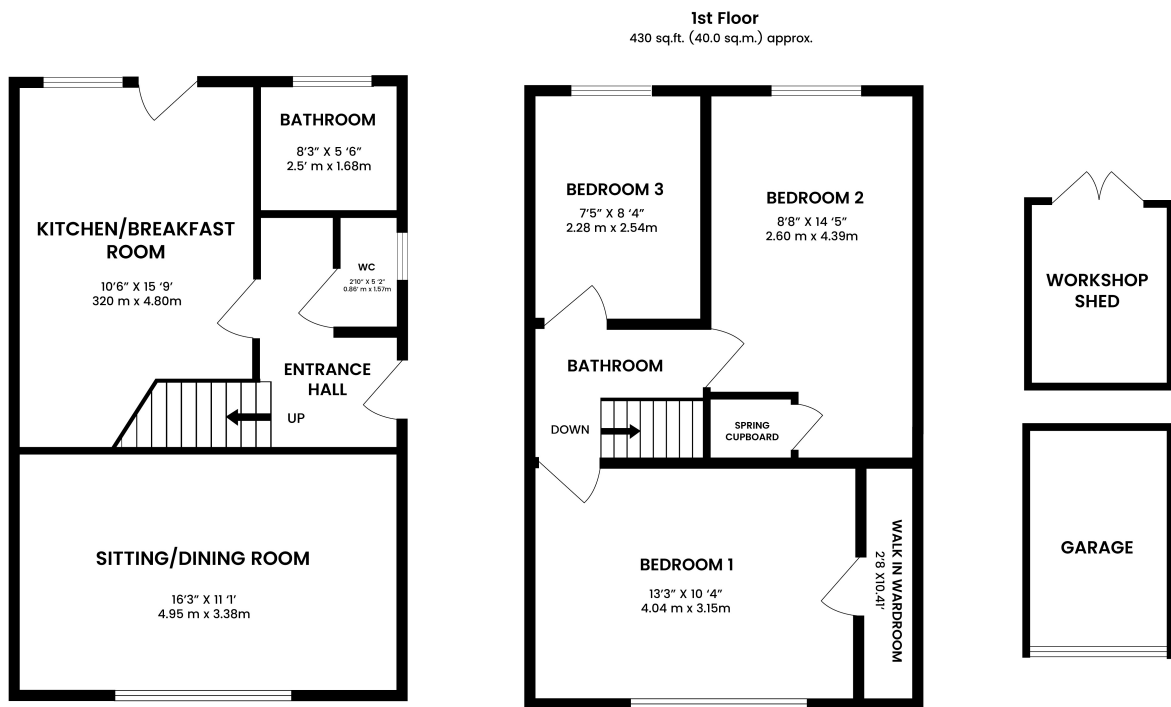 1st Floor
430 sq.ft. (40.0 sq.m.) approx.
BATHROOM
8'3” X 5 ‘6”
2.5’ m x 1.68m
KITCHEN/BREAKFAST
ROOM
10’6” X 15 ‘9’
320 m x 4.80m
WC
2’10” X 5 ‘2”
0.86’ m x 1.57m
ENTRANCE
HALL
UP
SITTING/DINING ROOM
16’3” X 11 ‘1’
4.95 m x 3.38m
BEDROOM 3
7’5” X 8 ‘4”
2.28 m x 2.54m
BEDROOM 2
8’8” X 14 ‘5”
2.60 m x 4.39m
BATHROOM
DOWN
SPRING
CUPBOARD
BEDROOM 1
13’3” X 10 ‘4”
4.04 m x 3.15m
WALK IN WARDROOM
2’8 X10.41’
WORKSHOP
SHED
GARAGE